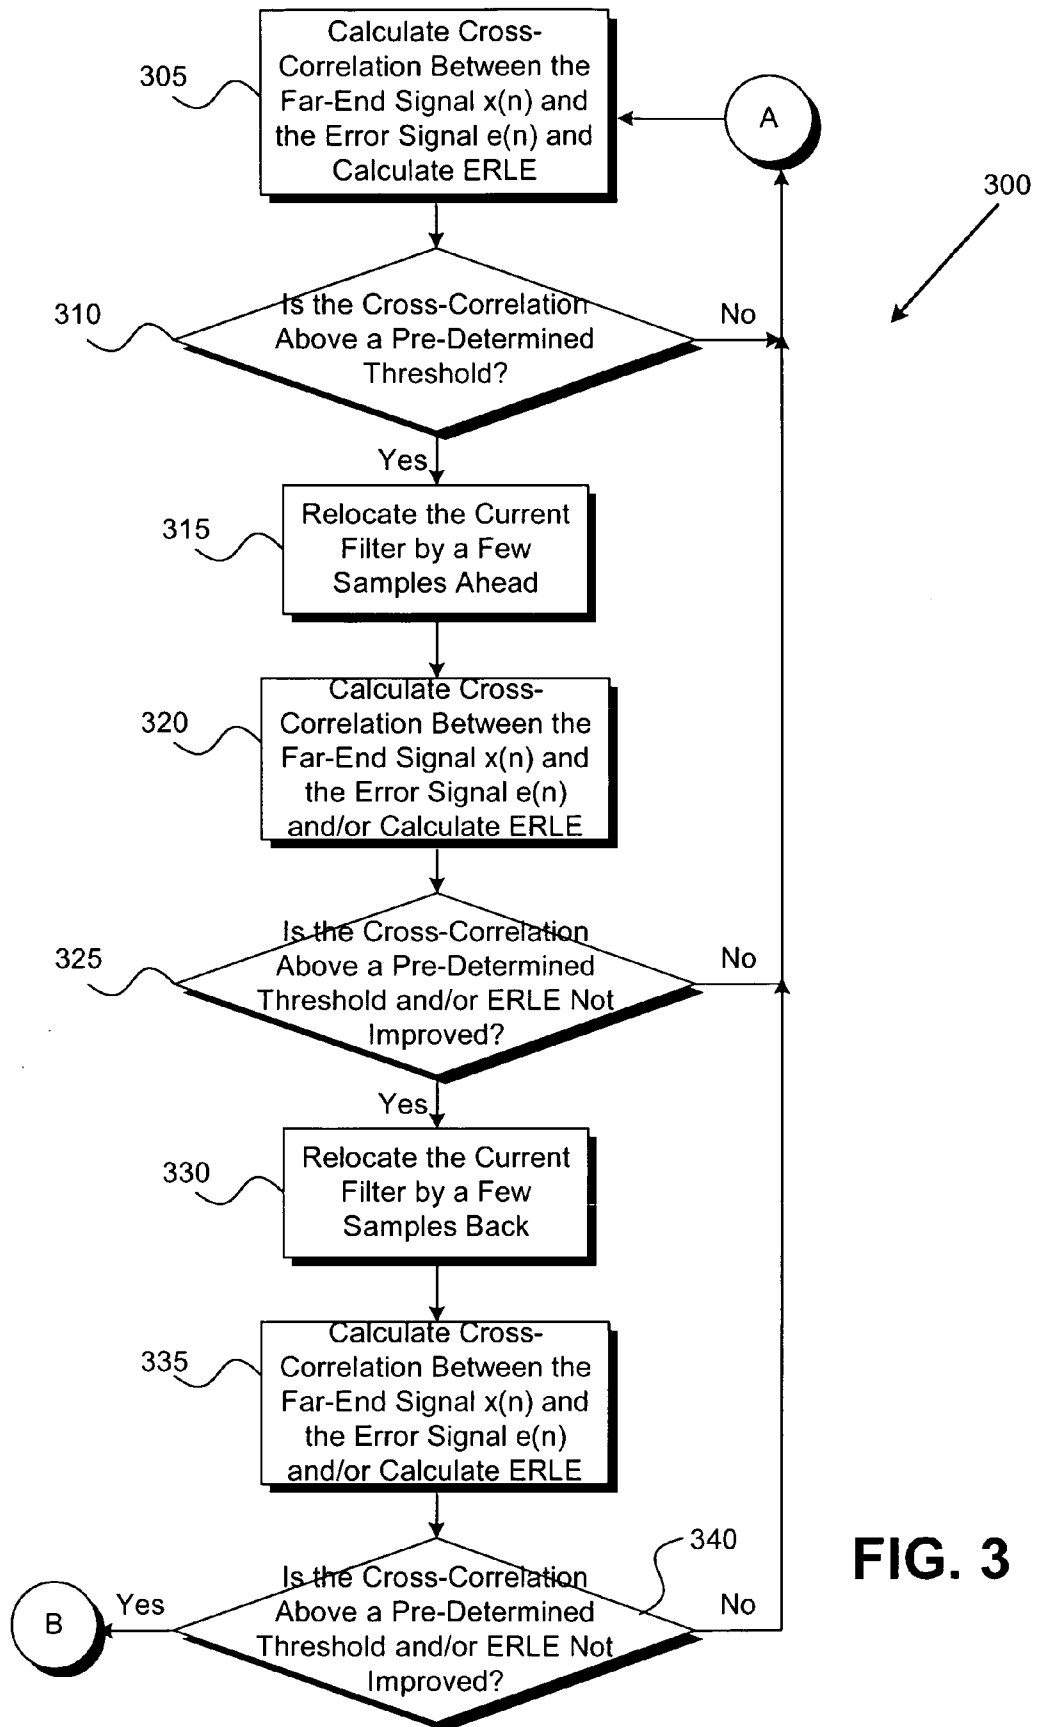 Calculate Cross-
Correlation Between the
Far-End Signal x(n) and
the Error Signal e(n) and
Calculate ERLE
305
A
300
Is the Cross-Correlation
Above a Pre-Determined
Threshold?
310
No
Yes
Relocate the Current
Filter by a Few
Samples Ahead
315
Calculate Cross-
Correlation Between the
Far-End Signal x(n) and
the Error Signal e(n)
and/or Calculate ERLE
320
Is the Cross-Correlation
Above a Pre-Determined
Threshold and/or ERLE Not
Improved?
325
No
Yes
Relocate the Current
Filter by a Few
Samples Back
330
Calculate Cross-
Correlation Between the
Far-End Signal x(n) and
the Error Signal e(n)
and/or Calculate ERLE
335
Is the Cross-Correlation
Above a Pre-Determined
Threshold and/or ERLE Not
Improved?
340
No
Yes
B
FIG. 3